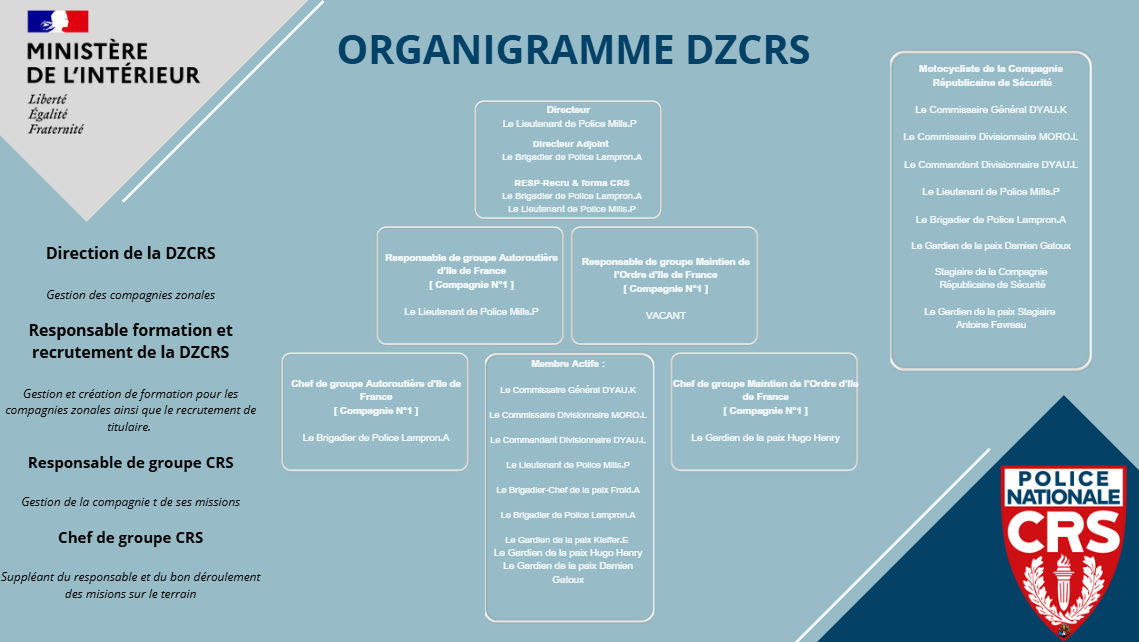 MINISTÈRE
DE L'INTÉRIEUR
Liberté
Égalité
Fraternité
ORGANIGRAMME DZCRS
Directeur
Le Lieutenant de Police Mills.P
Directeur Adjoint
Le Brigadier de Police Lampron.A
RESP-Recru & forma CRS
Le Brigadier de Police Lampron.A
Le Lieutenant de Police Mills.P
Responsable de groupe Autoroutière
d'Ile de France
[ Compagnie N°1 ]
Le Lieutenant de Police Mills.P
Responsable de groupe Maintien de
l'Ordre d'Ile de France
[ Compagnie N°1 ]
VACANT
Chef de groupe Autoroutière d'Ile de
France
[ Compagnie N°1 ]
Le Brigadier de Police Lampron.A
Membre Actifs :
Le Commissaire Général DYAU.K
Le Commissaire Divisionnaire MORO.L
Le Commandant Divisionnaire DYAU.L
Le Lieutenant de Police Mills.P
Le Brigadier-Chef de la paix Froid.A
Le Brigadier de Police Lampron.A
Le Gardien de la paix Kieffer.E
Le Gardien de la paix Hugo Henry
Le Gardien de la paix Damien
Gatoux
Chef de groupe Maintien de l'Ordre d'Ile
de France
[ Compagnie N°1 ]
Le Gardien de la paix Hugo Henry
Motocycliste de la Compagnie
Républicaine de Sécurité
Le Commissaire Général DYAU.K
Le Commissaire Divisionnaire MORO.L
Le Commandant Divisionnaire DYAU.L
Le Lieutenant de Police Mills.P
Le Brigadier de Police Lampron.A
Le Gardien de la paix Damien Gatoux
Stagiaire de la Compagnie
Républicaine de Sécurité
Le Gardien de la paix Stagiaire
Antoine Favreau
Direction de la DZCRS
Gestion des compagnies zonales
Responsable formation et
recrutement de la DZCRS
Gestion et création de formation pour les
compagnies zonales ainsi que le recrutement de
titulaire.
Responsable de groupe CRS
Gestion de la compagnie t de ses missions
Chef de groupe CRS
Suppléant du responsable et du bon déroulement
des misions sur le terrain
POLICE
NATIONALE
CRS